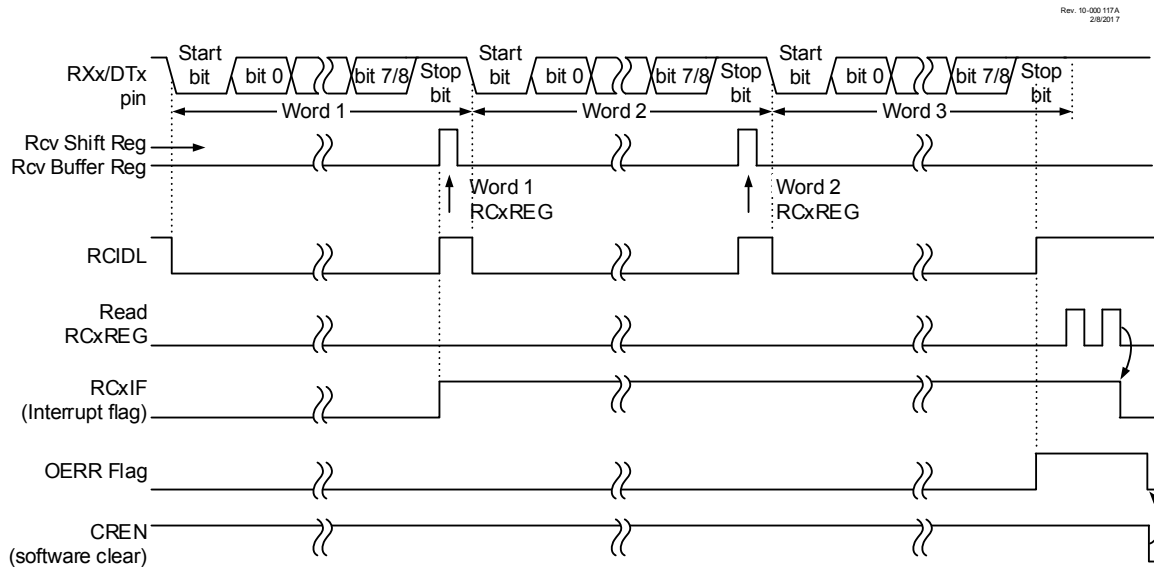 Rev. 10-000 117A
2/8/201 7
RXx/DTx
pin
Start
bit
bit 0
bit 7/8
Stop
bit
Start
bit
bit 0
bit 7/8
Stop
bit
Start
bit
bit 0
bit 7/8
Stop
bit
Word 1
Word 2
Word 3
Rcv Shift Reg
Rcv Buffer Reg
Word 1
RCxREG
Word 2
RCxREG
RCIDL
Read
RCxREG
RCxIF
(Interrupt flag)
OERR Flag
CREN
(software clear)